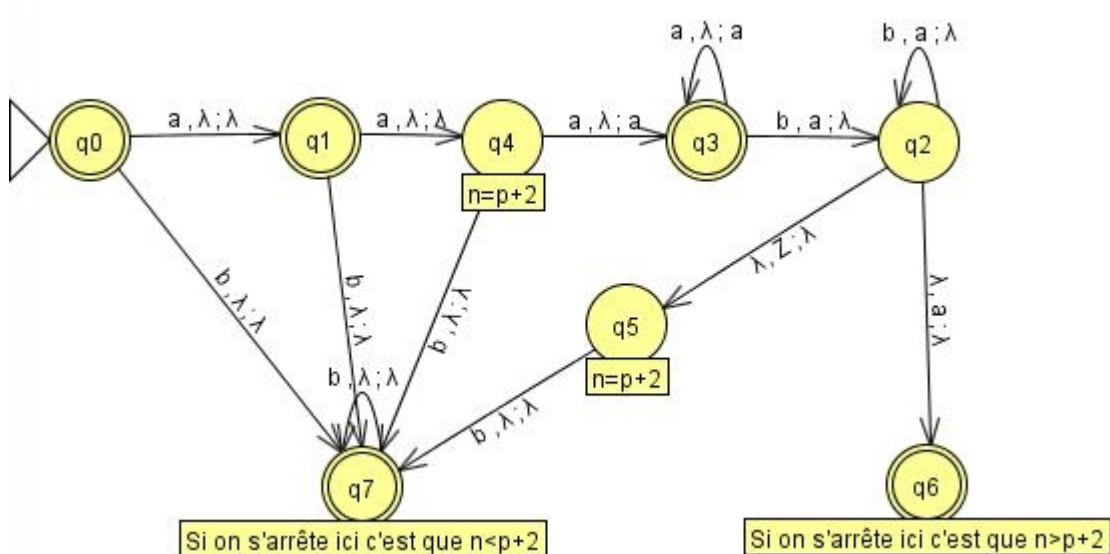 a , λ ; a
b , a ; λ
q0
a , λ ; λ
q1
a , λ ; λ
q4
a , λ ; a
q3
b , a ; λ
q2
n=p+2
b , λ ; λ
b , λ ; λ
b , λ ; λ
λ , Z ; λ
λ , a ; λ
q5
n=p+2
b , λ ; λ
b , λ ; λ
q7
q6
Si on s'arrête ici c'est que n<p+2
Si on s'arrête ici c'est que n>p+2